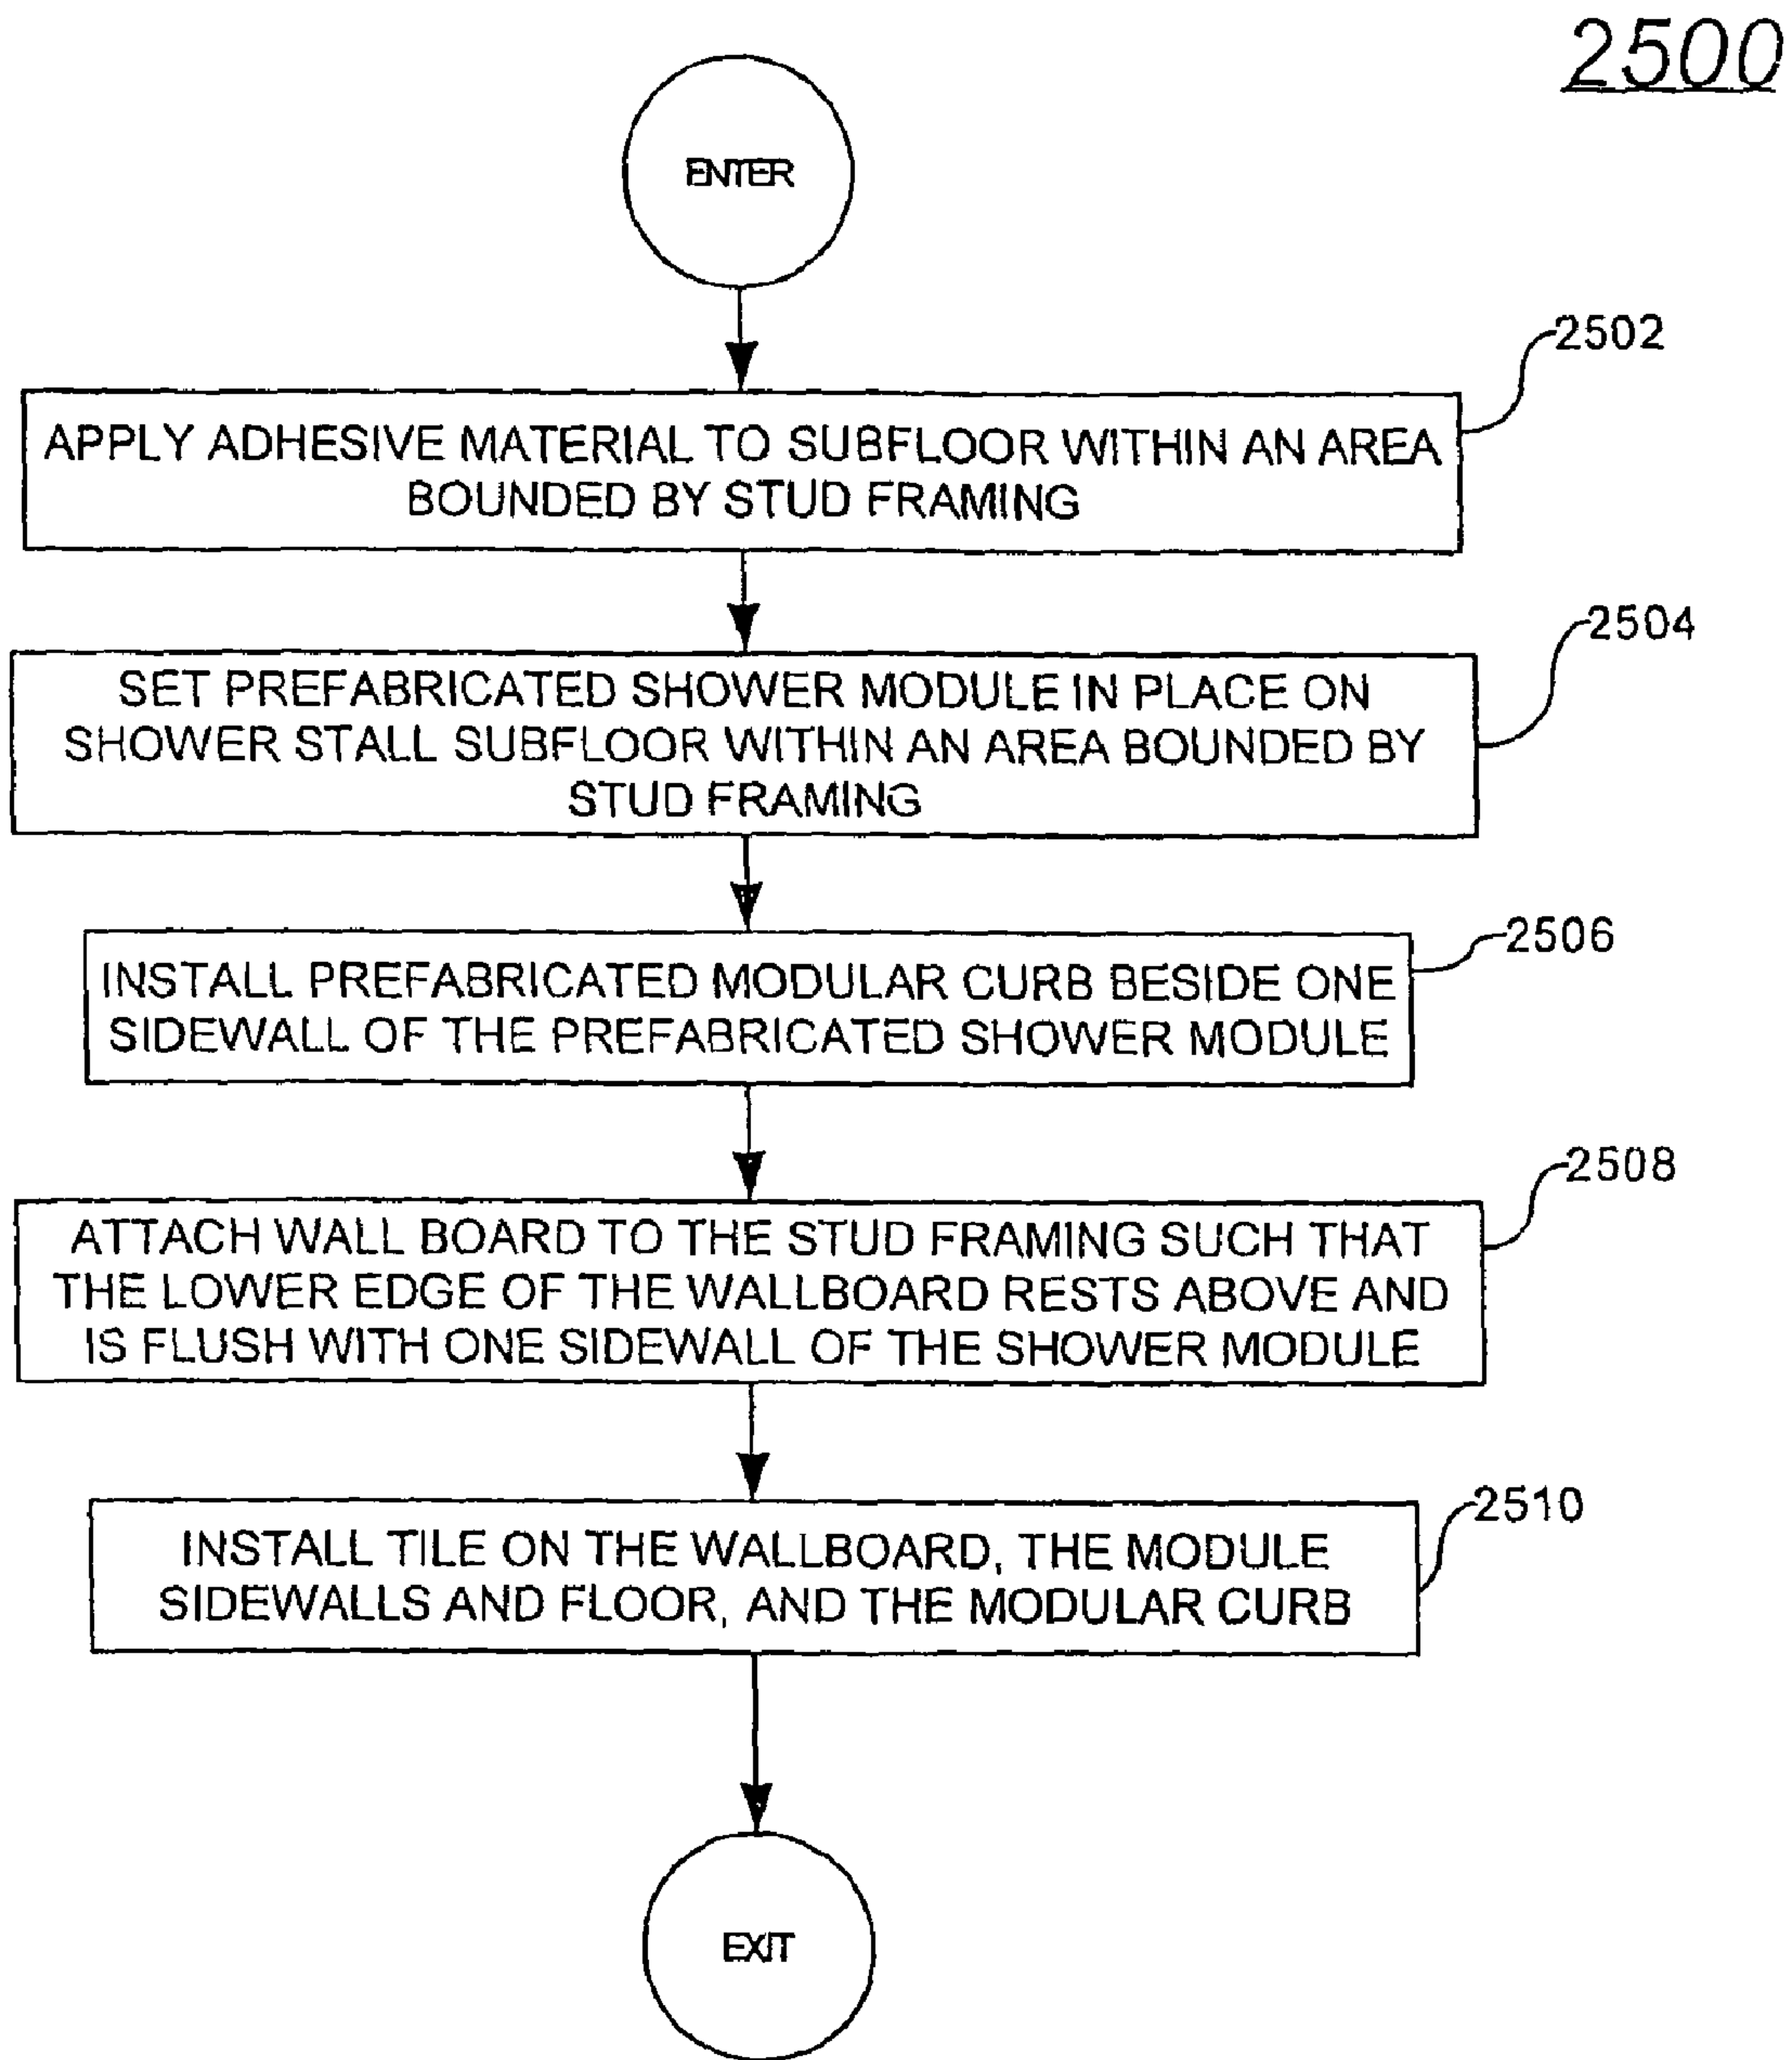 2500
ENTER
2502
APPLY ADHESIVE MATERIAL TO SUBFLOOR WITHIN AN AREA
BOUNDED BY STUD FRAMING
2504
SET PREFABRICATED SHOWER MODULE IN PLACE ON
SHOWER STALL SUBFLOOR WITHIN AN AREA BOUNDED BY
STUD FRAMING
2506
INSTALL PREFABRICATED MODULAR CURB BESIDE ONE
SIDEWALL OF THE PREFABRICATED SHOWER MODULE
2508
ATTACH WALL BOARD TO THE STUD FRAMING SUCH THAT
THE LOWER EDGE OF THE WALLBOARD RESTS ABOVE AND
IS FLUSH WITH ONE SIDEWALL OF THE SHOWER MODULE
2510
INSTALL TILE ON THE WALLBOARD, THE MODULE
SIDEWALLS AND FLOOR, AND THE MODULAR CURB
EXIT